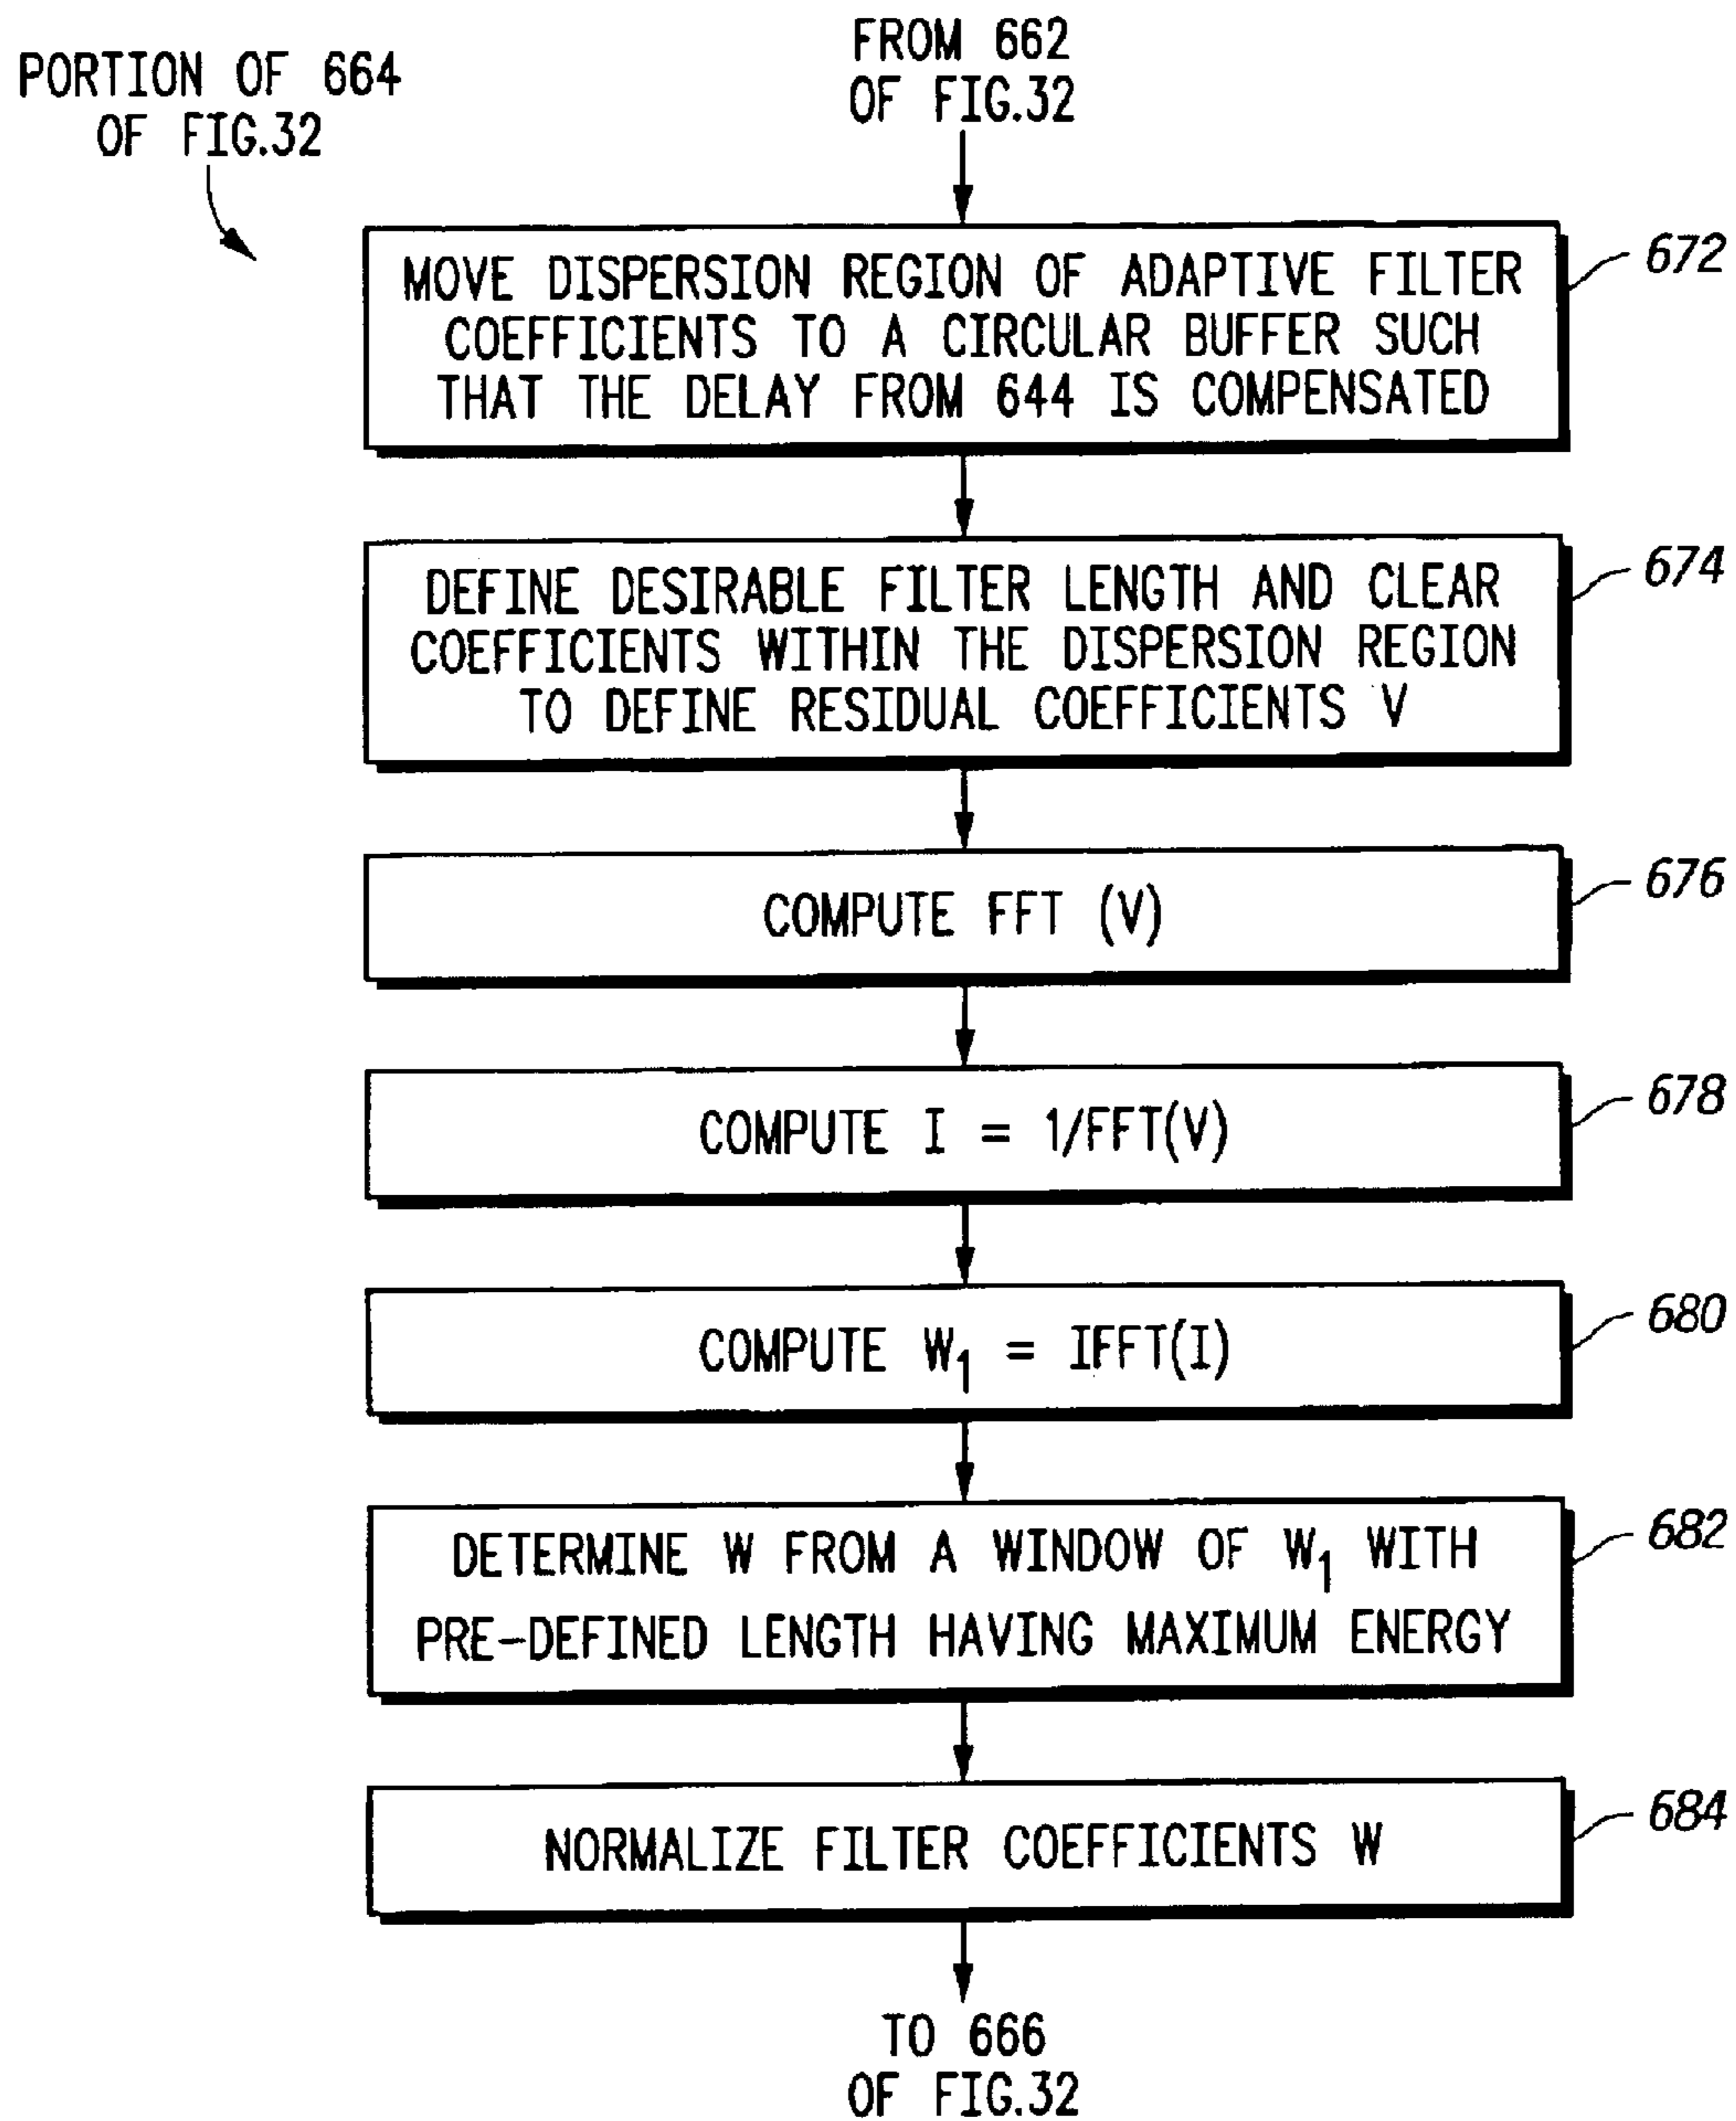 PORTION OF 664
OF FIG.32
FROM 662
OF FIG.32
MOVE DISPERSION REGION OF ADAPTIVE FILTER
COEFFICIENTS TO A CIRCULAR BUFFER SUCH
THAT THE DELAY FROM 644 IS COMPENSATED
672
DEFINE DESIRABLE FILTER LENGTH AND CLEAR
COEFFICIENTS WITHIN THE DISPERSION REGION
TO DEFINE RESIDUAL COEFFICIENTS V
674
COMPUTE FFT (V)
676
COMPUTE I = 1/FFT(V)
678
COMPUTE W₁ = IFFT(I)
680
DETERMINE W FROM A WINDOW OF W₁ WITH
PRE-DEFINED LENGTH HAVING MAXIMUM ENERGY
682
NORMALIZE FILTER COEFFICIENTS W
684
TO 666
OF FIG.32